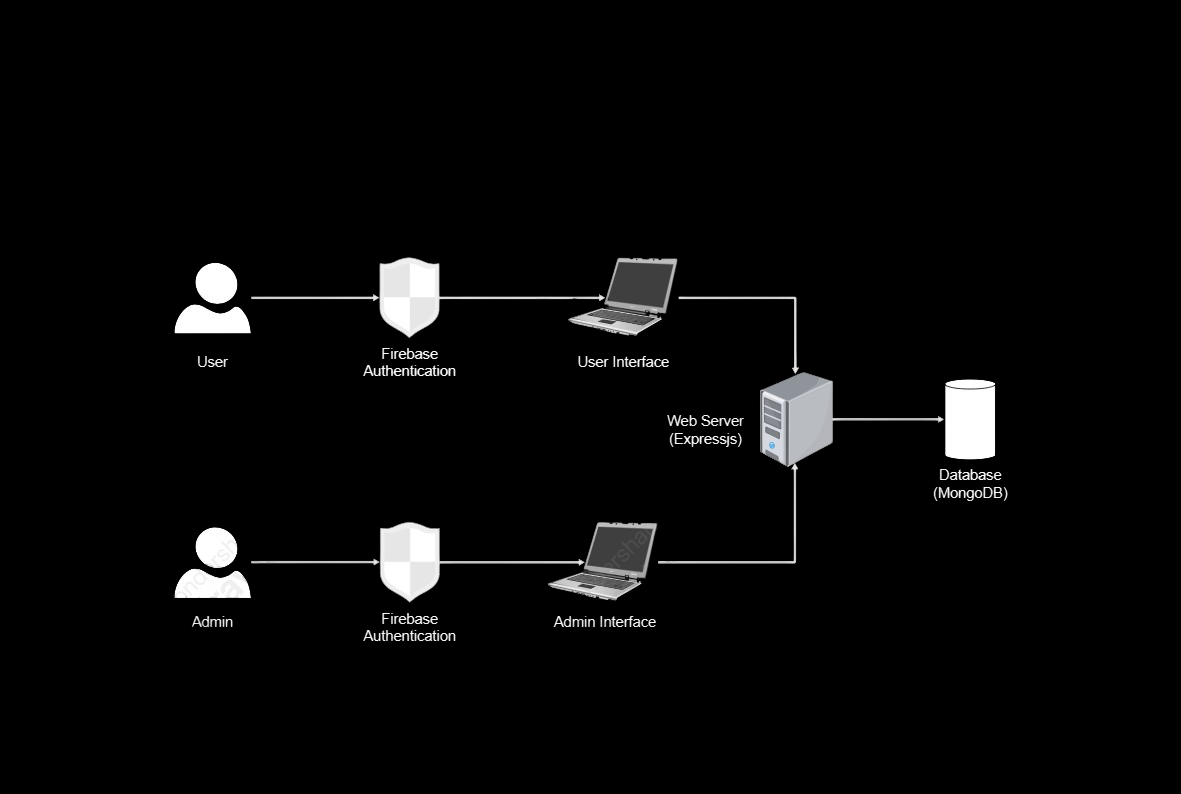 User
Firebase
Authentication
User Interface
Web Server
(Expressjs)
Database
(MongoDB)
Admin
Firebase
Authentication
Admin Interface